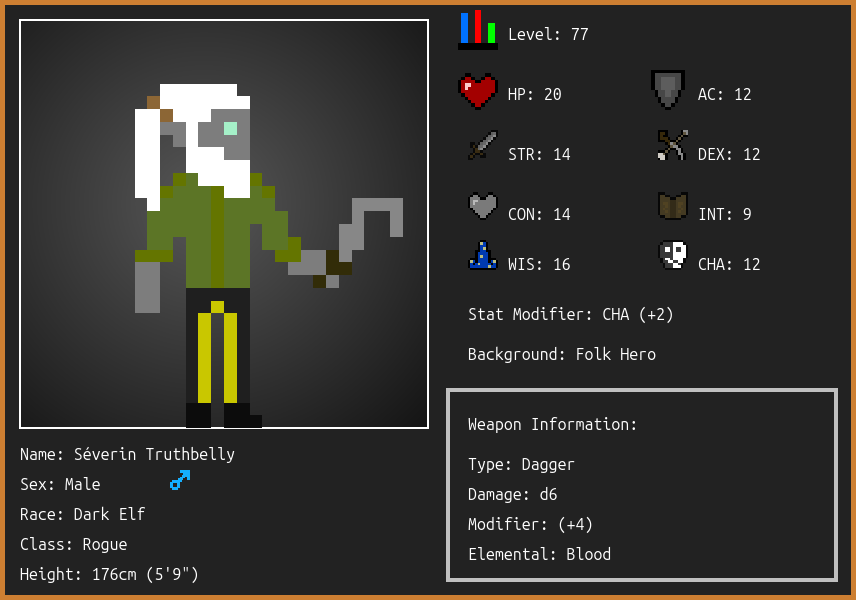 Level: 77
HP: 20
AC: 12
STR: 14
DEX: 12
CON: 14
INT: 9
WIS: 16
CHA: 12
Stat Modifier: CHA (+2)
Background: Folk Hero
Weapon Information:
Type: Dagger
Damage: d6
Modifier: (+4)
Elemental: Blood
Name: Séverin Truthbelly
Sex: Male
Race: Dark Elf
Class: Rogue
Height: 176cm (5'9")